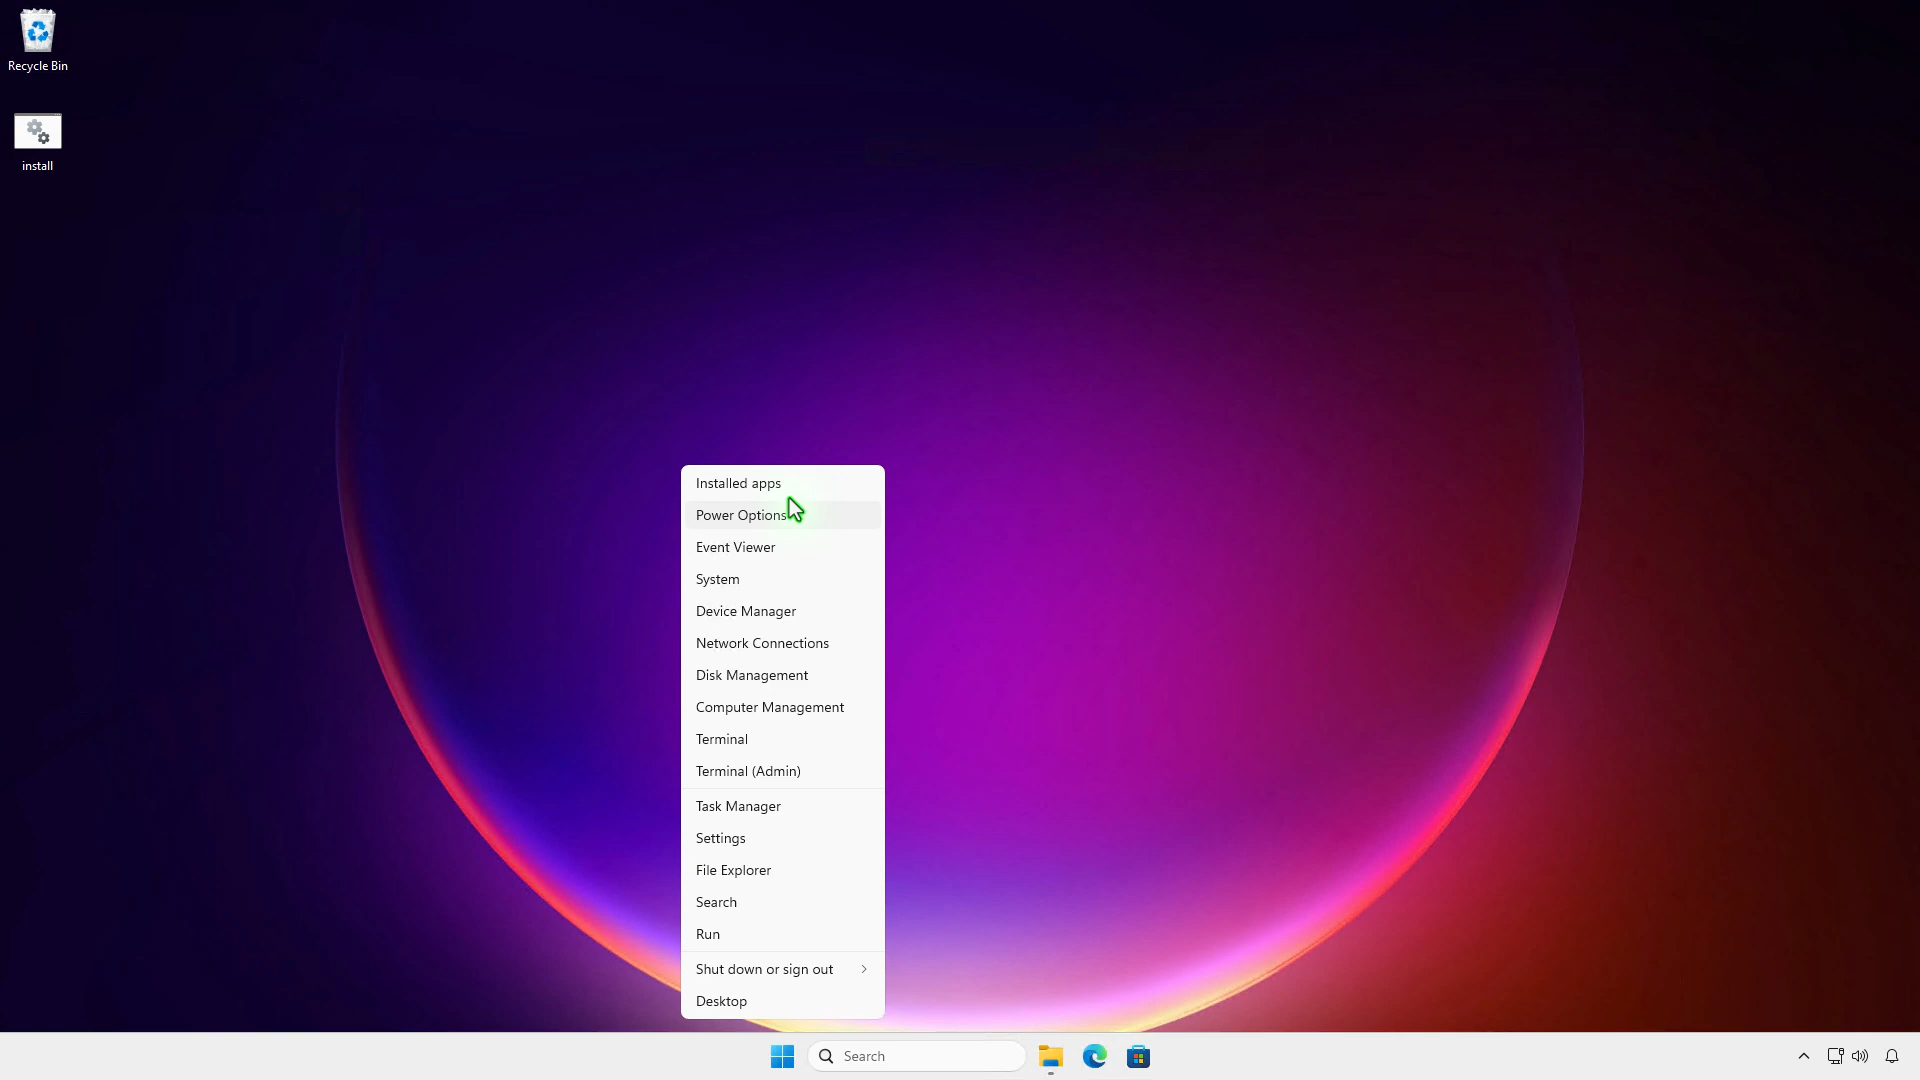 Recycle Bin
install
Installed apps
Power Options
Event Viewer
System
Device Manager
Network Connections
Disk Management
Computer Management
Terminal
Terminal (Admin)
Task Manager
Settings
File Explorer
Search
Run
Shut down or sign out
Desktop
Search